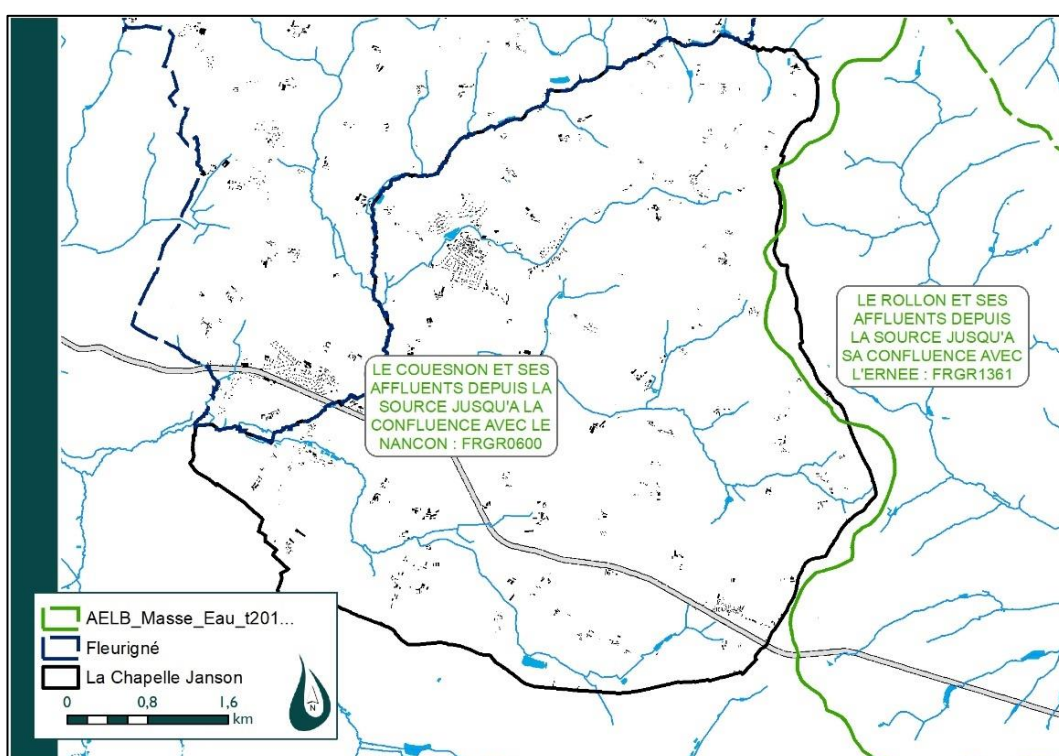 LE ROLLON ET SES
AFFLUENTS DEPUIS
LA SOURCE JUSQU'A
SA CONFLUENCE AVEC
L'ERNEE : FRGR1361
LE COUESNON ET SES
AFFLUENTS DEPUIS LA
SOURCE JUSQU'A LA
CONFLUENCE AVEC LE
NANCON : FRGR0600
AELB_Masse_Eau_t201...
Fleurigné
La Chapelle Janson
0 0,8 1,6
km
N